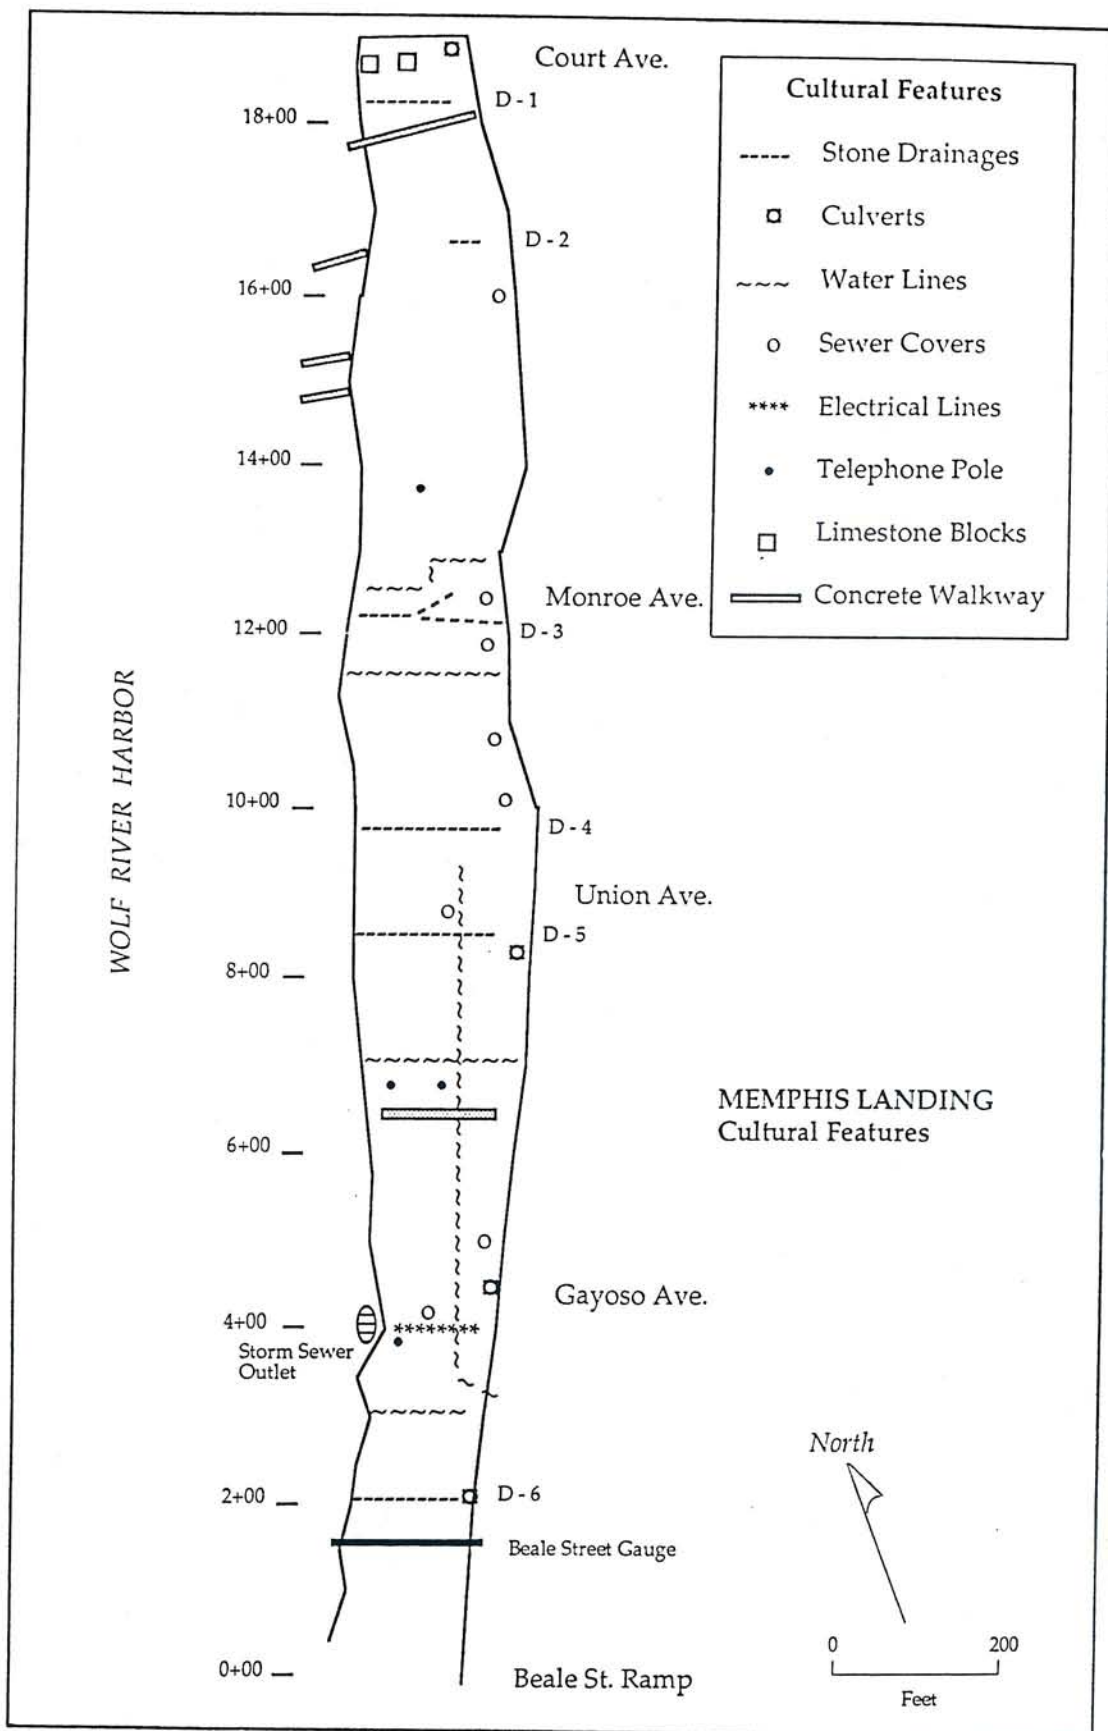 Court Ave.
Cultural Features
D-1
18+00
Stone Drainages
Culverts
D-2
Water Lines
16+00
Sewer Covers
Electrical Lines
14+00
Telephone Pole
Limestone Blocks
Monroe Ave.
Concrete Walkway
12+00
D-3
WOLF RIVER HARBOR
10+00
D-4
Union Ave.
D-5
8+00
MEMPHIS LANDING
Cultural Features
6+00
Gayoso Ave.
4+00
Storm Sewer
Outlet
North
2+00
D-6
Beale Street Gauge
0 200
Feet
0+00
Beale St. Ramp